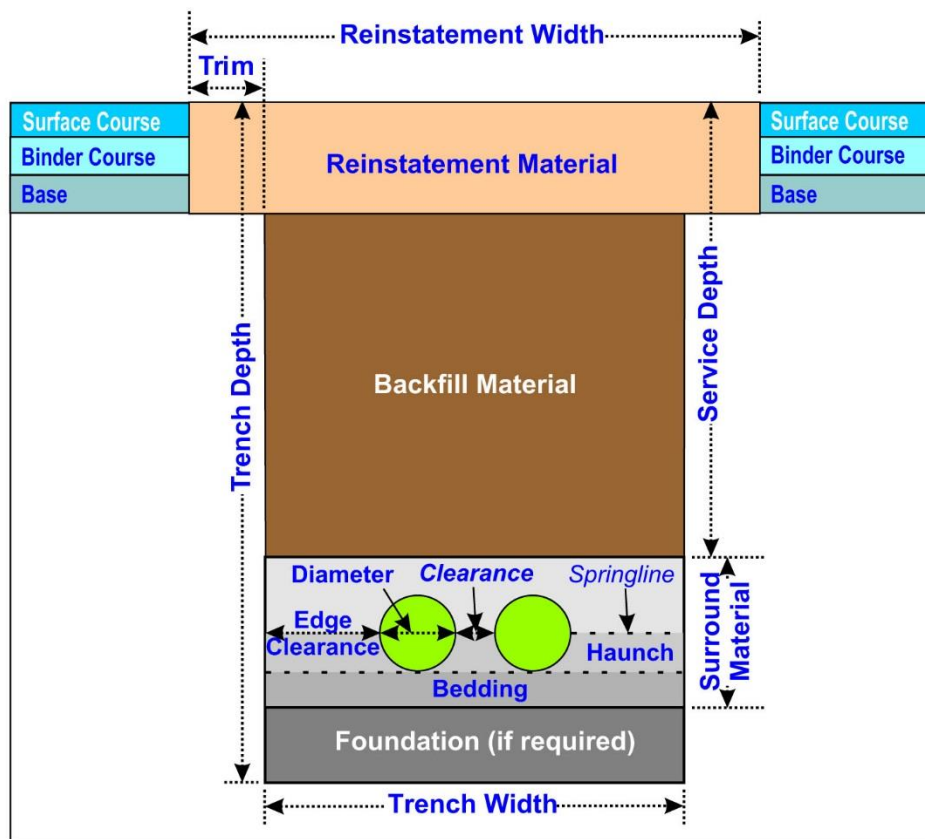 Reinstatement Width
Trim
Surface Course
Binder Course
Base
Reinstatement Material
Surface Course
Binder Course
Base
Trench Depth
Service Depth
Backfill Material
Diameter
Clearance
Springline
Edge
Clearance
Haunch
Bedding
Surround
Material
Foundation (if required)
Trench Width